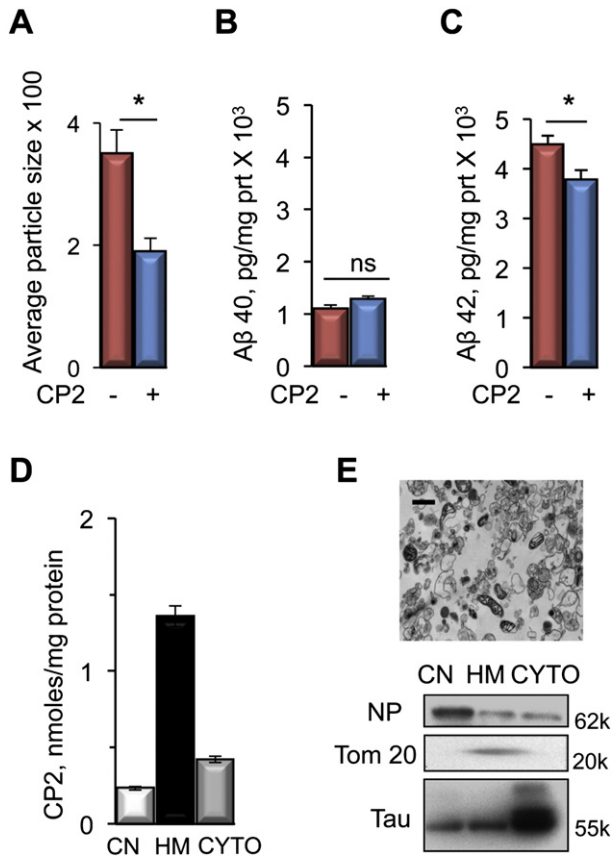 A
Average particle size x 100
*
4
2
0
CP2 - +
B
Aβ 40, pg/mg prt X 10³
ns
5
4
3
2
1
0
CP2 - +
C
Aβ 42, pg/mg prt X 10³
*
5
4
3
2
1
0
CP2 - +
D
CP2, nmoles/mg protein
2
1
0
CN HM CYTO
E
CN HM CYTO
NP 62k
Tom 20 20k
Tau 55k